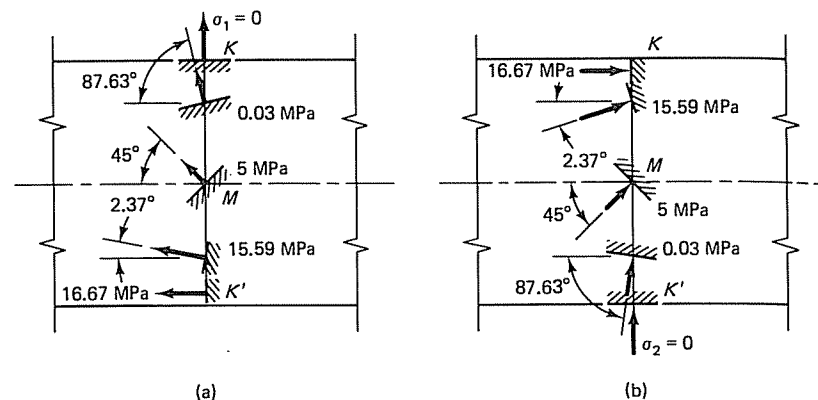 σ₁ = 0
K
87.63°
0.03 MPa
45°
5 MPa
M
2.37°
15.59 MPa
16.67 MPa
K'
(a)
K
16.67 MPa
15.59 MPa
2.37°
M
45°
5 MPa
0.03 MPa
87.63°
K'
σ₂ = 0
(b)